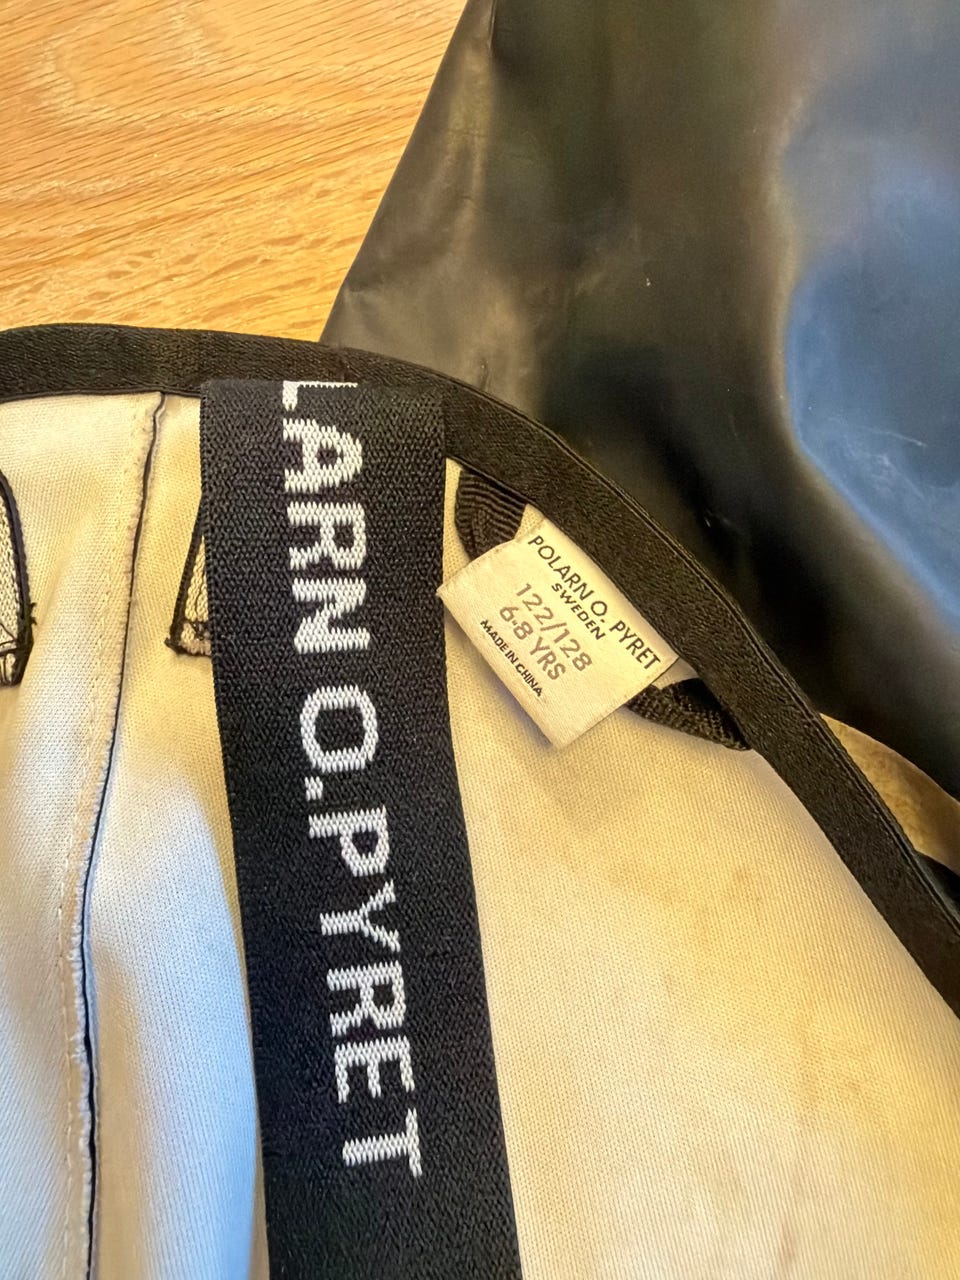 LARN O.PYRET
POLARN O. PYRET
SWEDEN
122/128
6-8 YRS
MADE IN CHINA